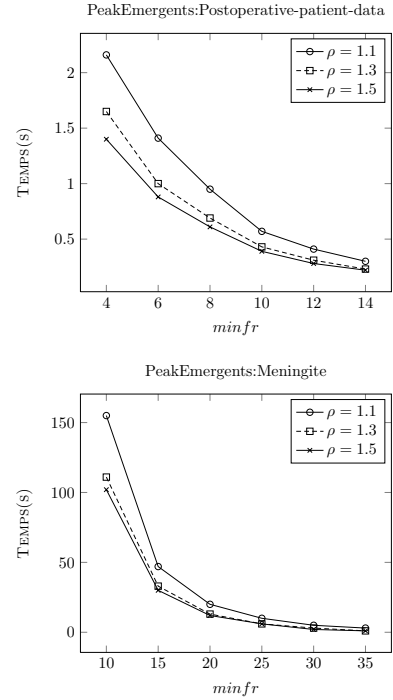 PeakEmergents:Postoperative-patient-data
ρ = 1.1
ρ = 1.3
ρ = 1.5
2
1.5
1
0.5
TEMPS(s)
4 6 8 10 12 14
minfr
PeakEmergents:Meningite
ρ = 1.1
ρ = 1.3
ρ = 1.5
150
100
50
0
TEMPS(s)
10 15 20 25 30 35
minfr